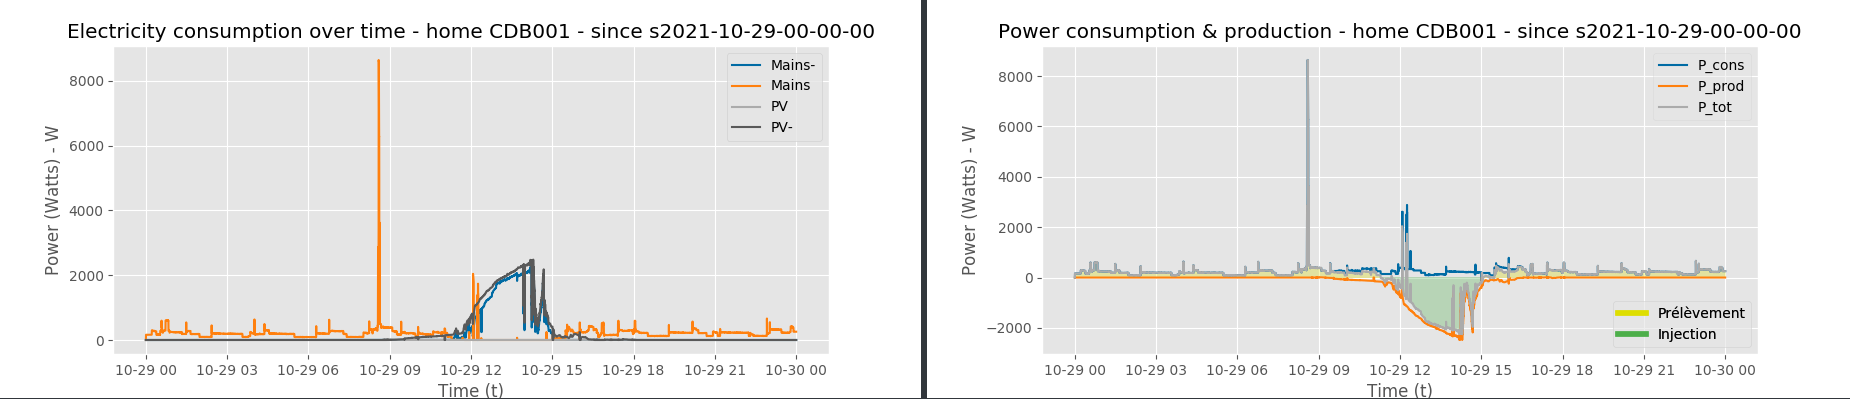 Electricity consumption over time - home CDB001 - since s2021-10-29-00-00-00
Mains-
Mains
PV
PV-
8000
6000
4000
2000
0
Power (Watts) - W
10-29 00 10-29 03 10-29 06 10-29 09 10-29 12 10-29 15 10-29 18 10-29 21 10-30 00
Time (t)
Power consumption & production - home CDB001 - since s2021-10-29-00-00-00
P_cons
P_prod
P_tot
8000
6000
4000
2000
0
−2000
Power (Watts) - W
Prélèvement
Injection
10-29 00 10-29 03 10-29 06 10-29 09 10-29 12 10-29 15 10-29 18 10-29 21 10-30 00
Time (t)